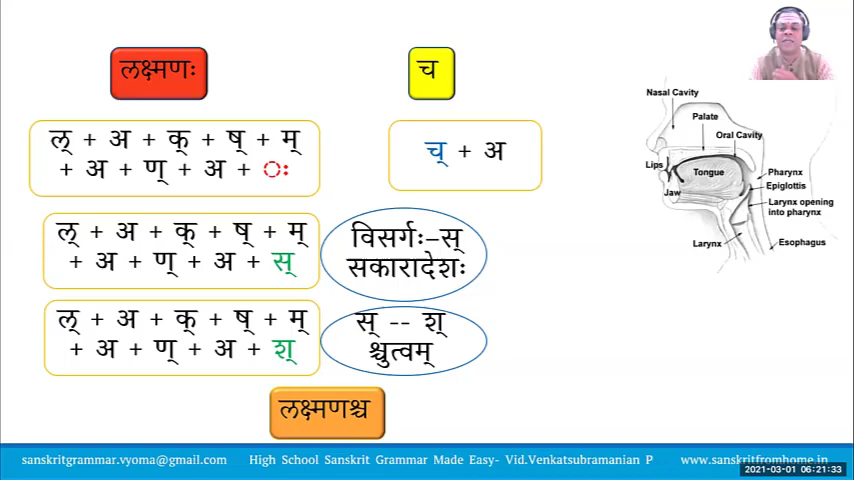 लक्ष्मणः
च
ल् + अ + क् + ष् + म्
+ अ + ण् + अ + ः
च् + अ
ल् + अ + क् + ष् + म्
+ अ + ण् + अ + स्
विसर्गः–स्
सकारादेशः
ल् + अ + क् + ष् + म्
+ अ + ण् + अ + श्
स् -- श्
श्चुत्वम्
लक्ष्मणश्च
Nasal Cavity
Palate
Oral Cavity
Lips
Tongue
Jaw
Pharynx
Epiglottis
Larynx opening
into pharynx
Larynx
Esophagus
sanskritgrammar.vyoma@gmail.com High School Sanskrit Grammar Made Easy- Vid.Venkatsubramanian P www.sanskritfromhome.in
2021-03-01 06:21:33